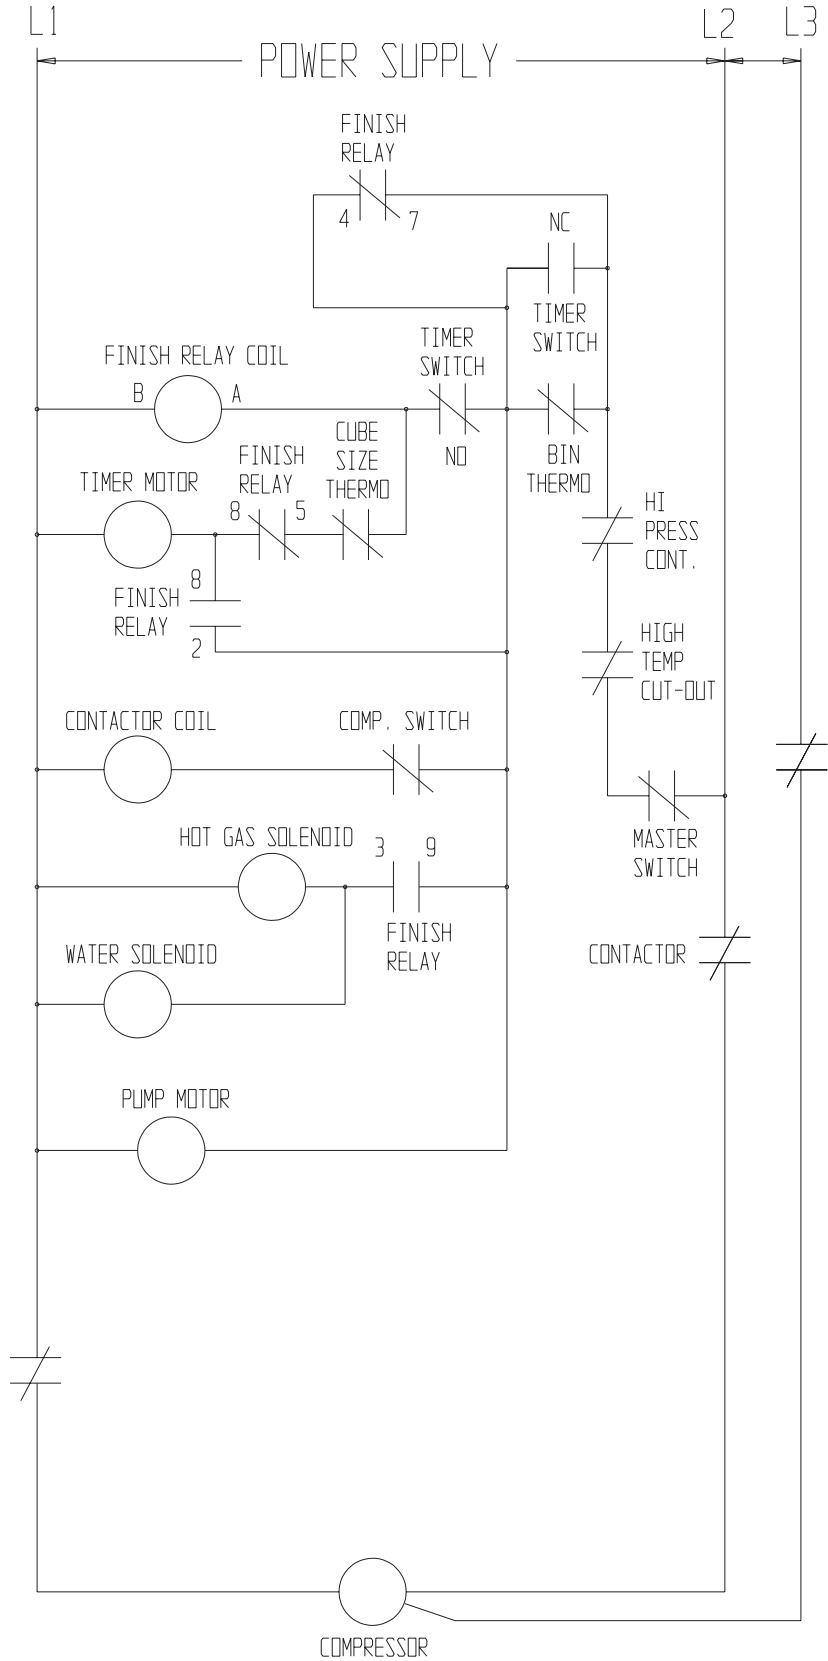 L1
L2
L3
POWER SUPPLY
FINISH
RELAY
4
7
NC
TIMER
SWITCH
TIMER
SWITCH
FINISH RELAY COIL
B
A
NO
BIN
THERMO
CUBE
SIZE
THERMO
FINISH
RELAY
8
5
TIMER MOTOR
HI
PRESS
CONT.
8
FINISH
RELAY
2
HIGH
TEMP
CUT-OUT
CONTACTOR COIL
COMP. SWITCH
HOT GAS SOLENOID
3
9
MASTER
SWITCH
FINISH
RELAY
WATER SOLENOID
CONTACTOR
PUMP MOTOR
COMPRESSOR